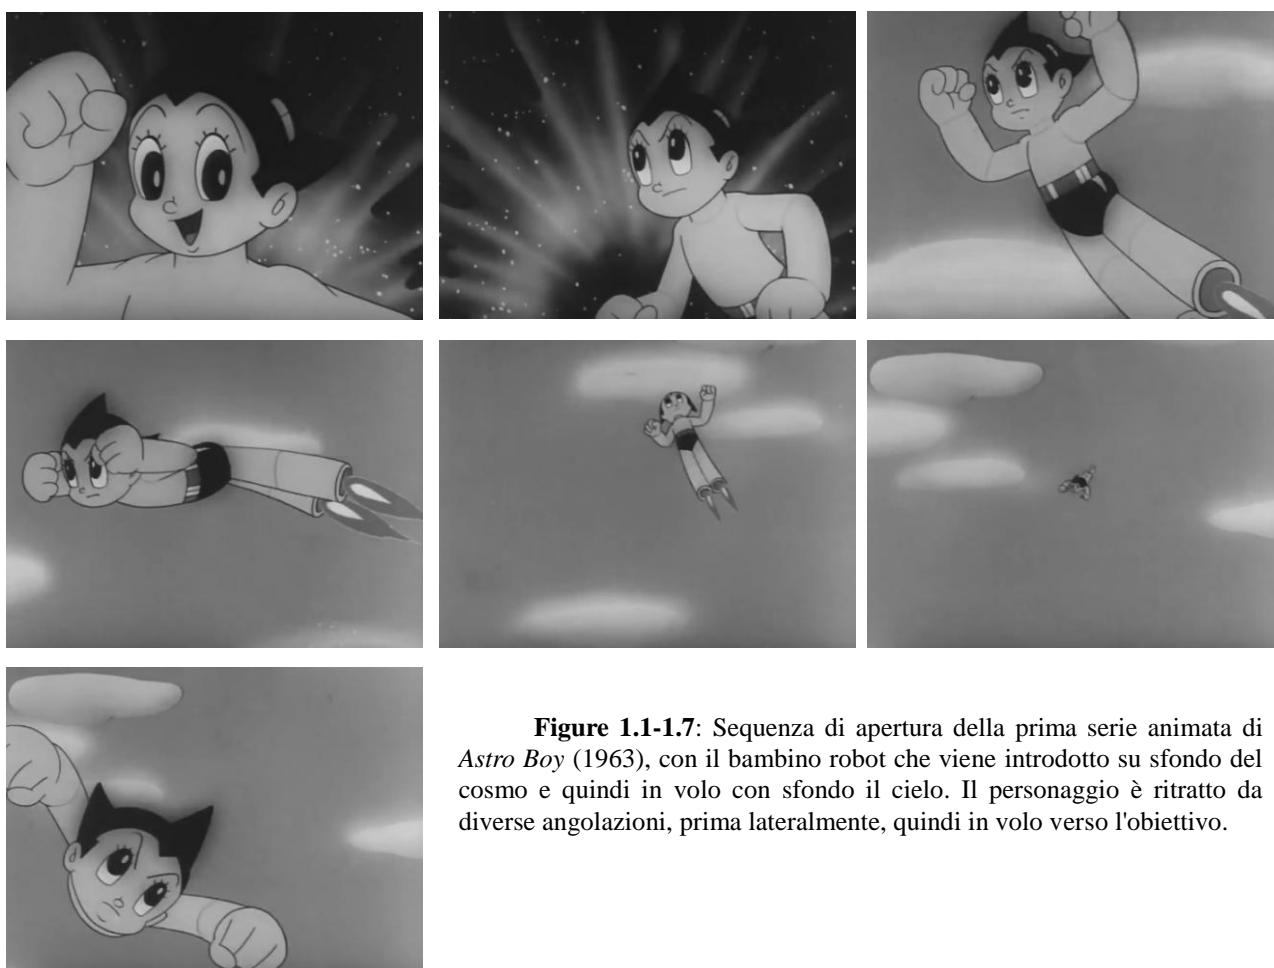 Figure 1.1-1.7: Sequenza di apertura della prima serie animata di
Astro Boy (1963), con il bambino robot che viene introdotto su sfondo del
cosmo e quindi in volo con sfondo il cielo. Il personaggio è ritratto da
diverse angolazioni, prima lateralmente, quindi in volo verso l'obiettivo.